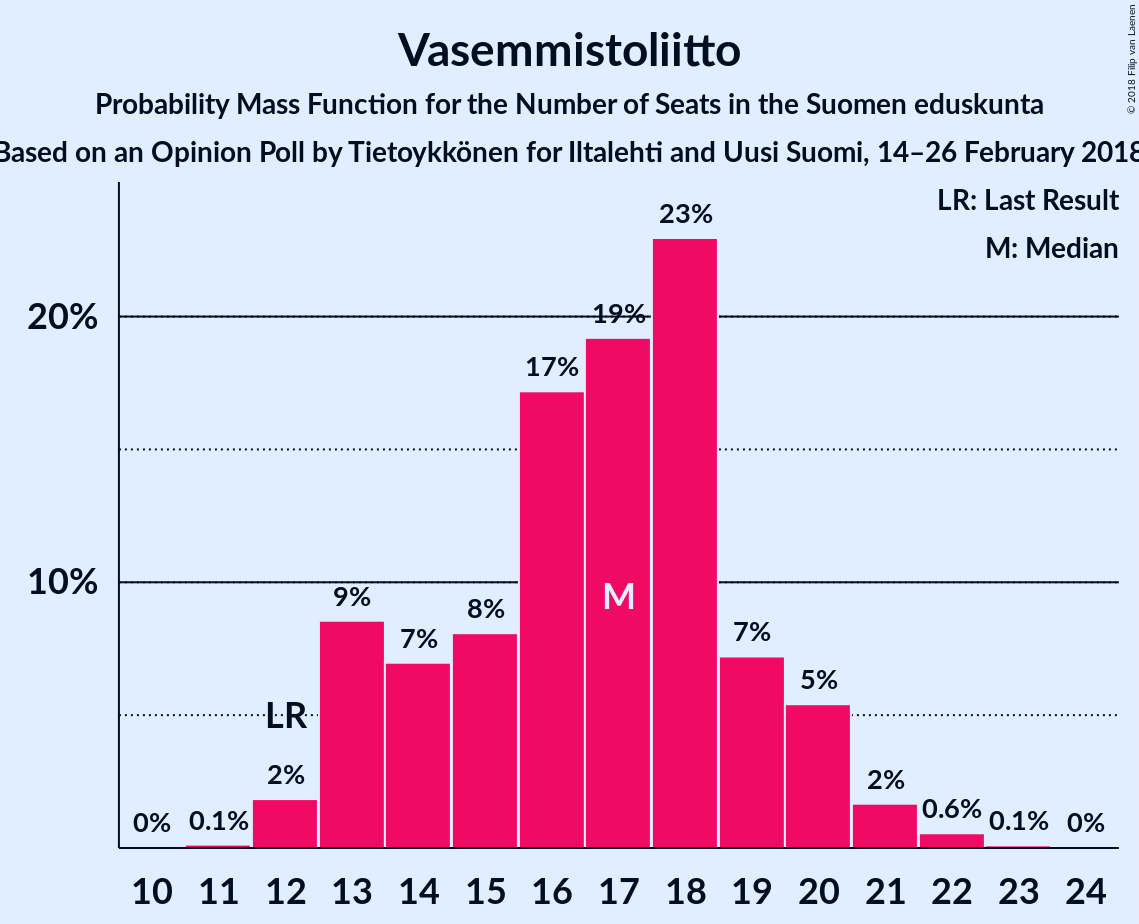 Vasemmistoliitto
Probability Mass Function for the Number of Seats in the Suomen eduskunta
Based on an Opinion Poll by Tietoykkönen for Iltalehti and Uusi Suomi, 14–26 February 2018
© 2018 Filip van Laenen
LR: Last Result
M: Median
20%
10%
0%
0.1%
2%
LR
9%
7%
8%
17%
19%
M
23%
7%
5%
2%
0.6%
0.1%
0%
10 11 12 13 14 15 16 17 18 19 20 21 22 23 24